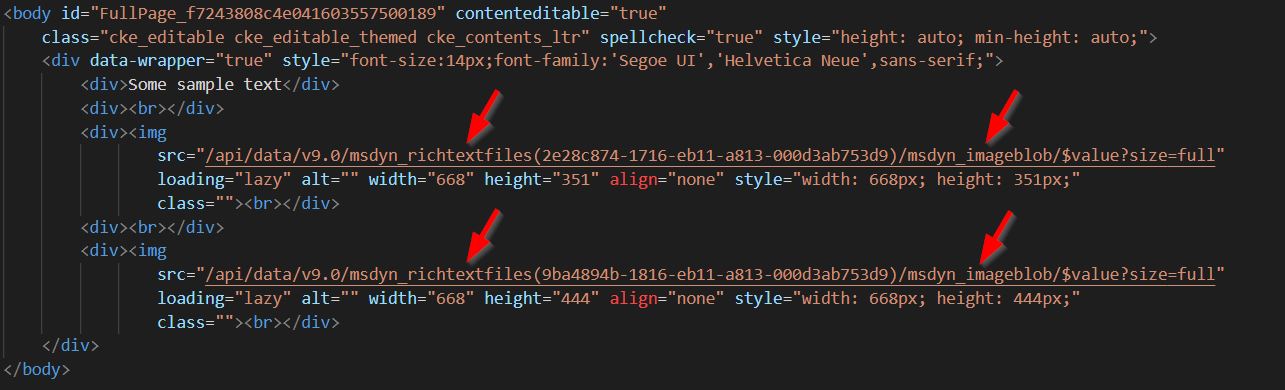 <body id="FullPage_f7243808c4e041603557500189" contenteditable="true"
class="cke_editable cke_editable_themed cke_contents_ltr" spellcheck="true" style="height: auto; min-height: auto;">
<div data-wrapper="true" style="font-size:14px;font-family:'Segoe UI','Helvetica Neue',sans-serif;">
<div>Some sample text</div>
<div><br></div>
<div><img
src="/api/data/v9.0/msdyn_richtextfiles(2e28c874-1716-eb11-a813-000d3ab753d9)/msdyn_imageblob/$value?size=full"
loading="lazy" alt="" width="668" height="351" align="none" style="width: 668px; height: 351px;"
class=""><br></div>
<div><br></div>
<div><img
src="/api/data/v9.0/msdyn_richtextfiles(9ba4894b-1816-eb11-a813-000d3ab753d9)/msdyn_imageblob/$value?size=full"
loading="lazy" alt="" width="668" height="444" align="none" style="width: 668px; height: 444px;"
class=""><br></div>
</div>
</body>